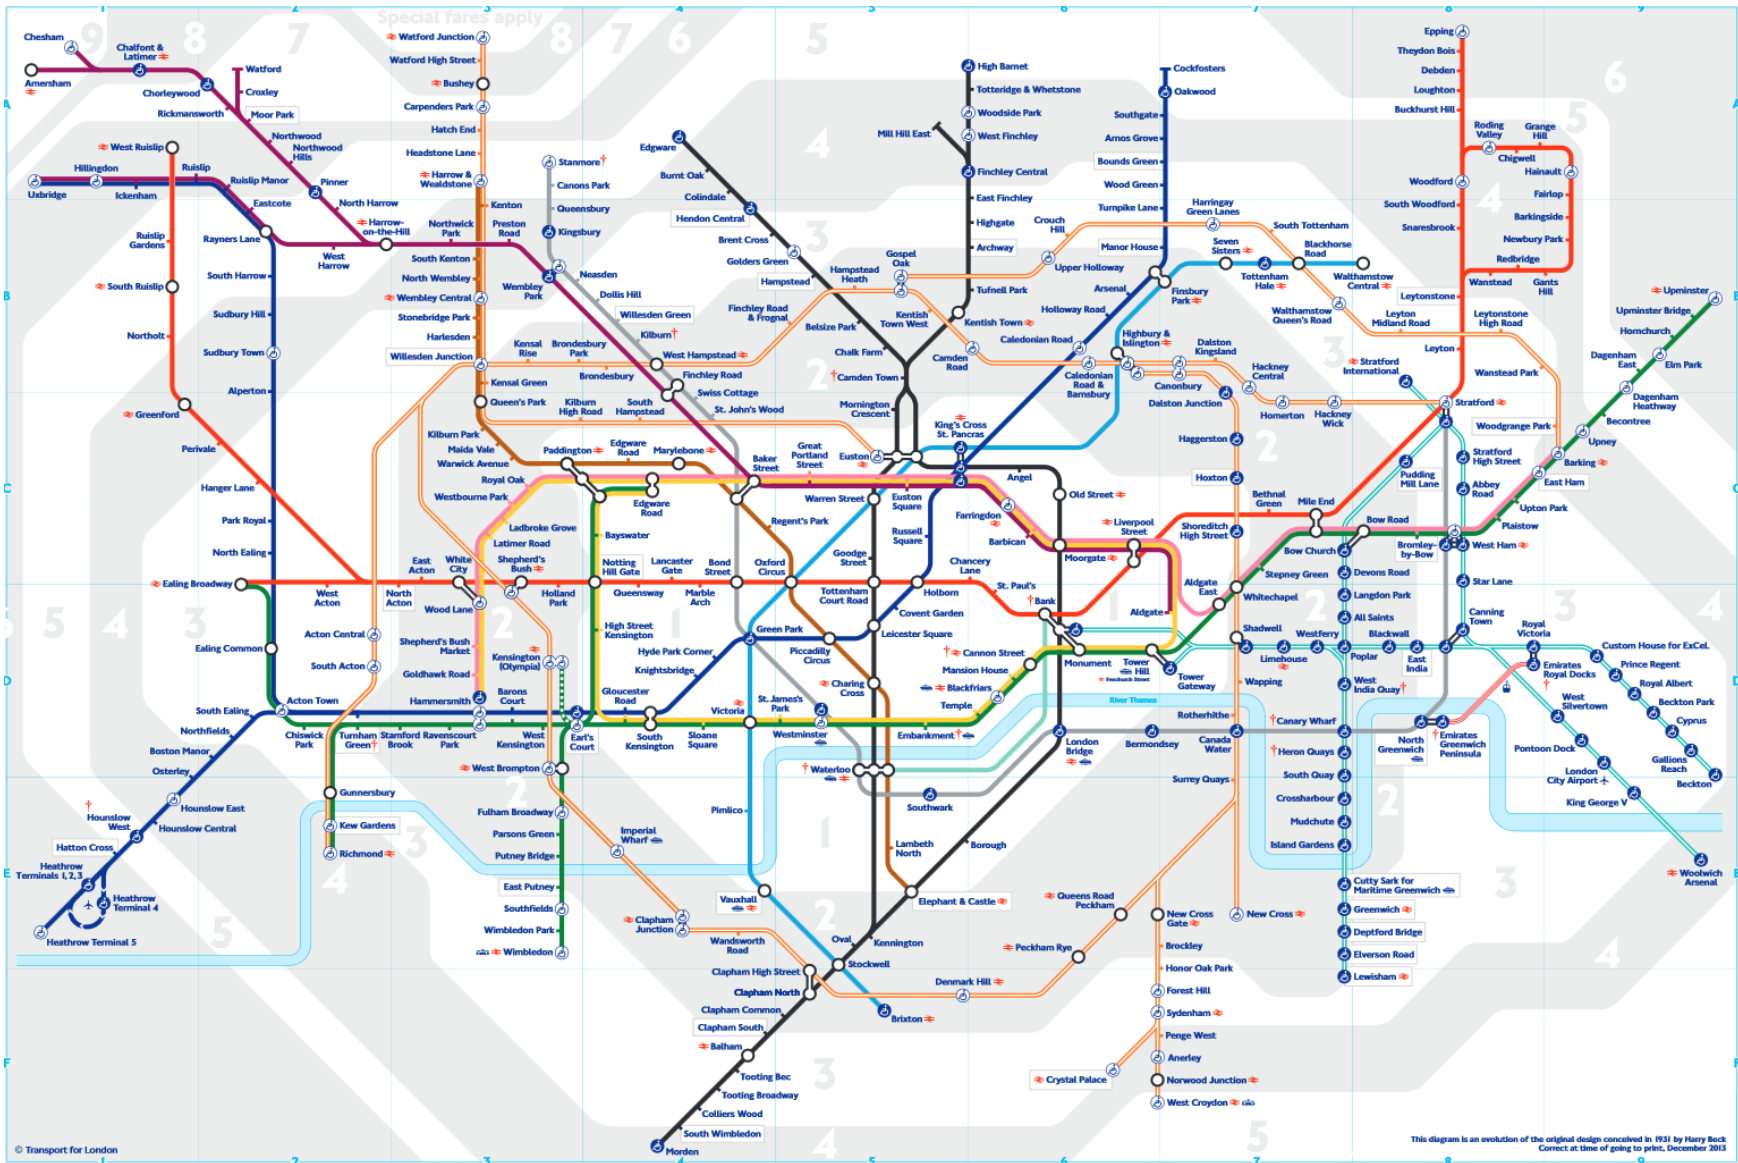 Special fares apply
1
2
3
4
5
6
7
8
9
Chesham
9
8
7
8
7
6
5
6
Chalfont &
Latimer
Amersham
Chorleywood
Rickmansworth
Watford
Croxley
Moor Park
Northwood
Northwood
Hills
Pinner
North Harrow
Harrow-
on-the-Hill
Watford Junction
Watford High Street
Bushey
Carpenders Park
Hatch End
Headstone Lane
Harrow &
Wealdstone
Kenton
Northwick
Park
Preston
Road
South Kenton
North Wembley
Wembley Central
Stonebridge Park
Harlesden
Willesden Junction
Kensal Green
Queen's Park
Kilburn Park
Maida Vale
Warwick Avenue
West Ruislip
Hillingdon
Uxbridge
Ickenham
Ruislip
Ruislip Manor
Eastcote
Rayners Lane
West
Harrow
Ruislip
Gardens
South Ruislip
Northolt
Greenford
Perivale
Hanger Lane
South Harrow
Sudbury Hill
Sudbury Town
Alperton
Park Royal
North Ealing
Ealing Broadway
Ealing Common
South Ealing
Northfields
Boston Manor
Osterley
Hounslow East
Hounslow Central
Hounslow
West
Hatton Cross
Heathrow
Terminals 1, 2, 3
Heathrow
Terminal 4
Heathrow Terminal 5
Stanmore†
Canons Park
Queensbury
Kingsbury
Wembley
Park
Neasden
Dollis Hill
Willesden Green
Kilburn†
West Hampstead
Finchley Road
Swiss Cottage
St. John's Wood
Kensal
Rise
Brondesbury
Park
Brondesbury
Kilburn
High Road
South
Hampstead
Finchley Road
& Frognal
Hampstead
Heath
Gospel
Oak
Edgware
Burnt Oak
Colindale
Hendon Central
Brent Cross
Golders Green
Hampstead
Belsize Park
Chalk Farm
†Camden Town
Mornington
Crescent
Euston
Mill Hill East
High Barnet
Totteridge & Whetstone
Woodside Park
West Finchley
Finchley Central
East Finchley
Highgate
Archway
Tufnell Park
Kentish Town
Kentish
Town West
Camden
Road
Crouch
Hill
Upper Holloway
Harringay
Green Lanes
South Tottenham
Blackhorse
Road
Seven
Sisters
Tottenham
Hale
Walthamstow
Central
Walthamstow
Queen's Road
Leyton
Midland Road
Leytonstone
High Road
Wanstead Park
Woodgrange Park
Cockfosters
Oakwood
Southgate
Arnos Grove
Bounds Green
Wood Green
Turnpike Lane
Manor House
Finsbury
Park
Arsenal
Holloway Road
Caledonian Road
Highbury &
Islington
Caledonian
Road &
Barnsbury
Canonbury
Dalston
Kingsland
Dalston Junction
Hackney
Central
Homerton
Hackney
Wick
Haggerston
Hoxton
Shoreditch
High Street
Epping
Theydon Bois
Debden
Loughton
Buckhurst Hill
Roding
Valley
Grange
Hill
Chigwell
Hainault
Woodford
South Woodford
Snaresbrook
Fairlop
Barkingside
Newbury Park
Redbridge
Wanstead
Gants
Hill
Leytonstone
Leyton
Stratford
International
Stratford
Upminster
Upminster Bridge
Hornchurch
Elm Park
Dagenham
East
Dagenham
Heathway
Becontree
Upney
Barking
East Ham
Upton Park
Plaistow
West Ham
Stratford
High Street
Abbey
Road
Pudding
Mill Lane
Bow Road
Bromley-
by-Bow
Bow Church
Mile End
Bethnal
Green
Stepney Green
Whitechapel
Devons Road
Langdon Park
All Saints
Star Lane
Canning
Town
Paddington
Edgware
Road
Marylebone
Baker
Street
Great
Portland
Street
King's Cross
St. Pancras
Angel
Old Street
Royal Oak
Westbourne Park
Ladbroke Grove
Latimer Road
Edgware
Road
Regent's Park
Warren Street
Euston
Square
Russell
Square
Farringdon
Barbican
Moorgate
Liverpool
Street
Bayswater
Goodge
Street
Chancery
Lane
East
Acton
White
City
Shepherd's
Bush
Notting
Hill Gate
Lancaster
Gate
Bond
Street
Oxford
Circus
West
Acton
North
Acton
Wood Lane
Holland
Park
Queensway
Marble
Arch
Tottenham
Court Road
Holborn
St. Paul's
†Bank
Aldgate
East
Aldgate
Covent Garden
Leicester Square
Acton Central
South Acton
Shepherd's Bush
Market
Goldhawk Road
Hammersmith
Kensington
(Olympia)
High Street
Kensington
Hyde Park Corner
Knightsbridge
Green Park
Piccadilly
Circus
Charing
Cross
† Cannon Street
Mansion House
Blackfriars
Temple
Monument
Tower
Hill
Fenchurch Street
Tower
Gateway
Shadwell
Limehouse
Westferry
Poplar
Blackwall
East
India
Royal
Victoria
Custom House for ExCeL
Prince Regent
Royal Albert
Beckton Park
Cyprus
Gallions
Reach
Beckton
Emirates
Royal Docks
†
West
Silvertown
Pontoon Dock
London
City Airport
King George V
Woolwich
Arsenal
Acton Town
Chiswick
Park
Turnham
Green†
Stamford
Brook
Ravenscourt
Park
Barons
Court
West
Kensington
Earl's
Court
Gloucester
Road
South
Kensington
Sloane
Square
Victoria
St. James's
Park
Westminster
Embankment †
River Thames
Wapping
Rotherhithe
Canada
Water
Surrey Quays
West
India Quay†
†Canary Wharf
†Heron Quays
South Quay
Crossharbour
Mudchute
Island Gardens
North
Greenwich
†Emirates
Greenwich
Peninsula
Cutty Sark for
Maritime Greenwich
Greenwich
Deptford Bridge
Elverson Road
Lewisham
Gunnersbury
Kew Gardens
Richmond
West Brompton
Fulham Broadway
Parsons Green
Putney Bridge
East Putney
Southfields
Wimbledon Park
Wimbledon
Imperial
Wharf
Clapham
Junction
Wandsworth
Road
Pimlico
Vauxhall
†Waterloo
Southwark
London
Bridge
Bermondsey
Borough
Lambeth
North
Elephant & Castle
Kennington
Oval
Stockwell
Brixton
Clapham High Street
Clapham North
Clapham Common
Clapham South
Balham
Tooting Bec
Tooting Broadway
Colliers Wood
South Wimbledon
Morden
Denmark Hill
Peckham Rye
Queens Road
Peckham
New Cross
Gate
New Cross
Brockley
Honor Oak Park
Forest Hill
Sydenham
Penge West
Anerley
Crystal Palace
Norwood Junction
West Croydon
© Transport for London
This diagram is an evolution of the original design conceived in 1931 by Harry Beck
Correct at time of going to print, December 2013